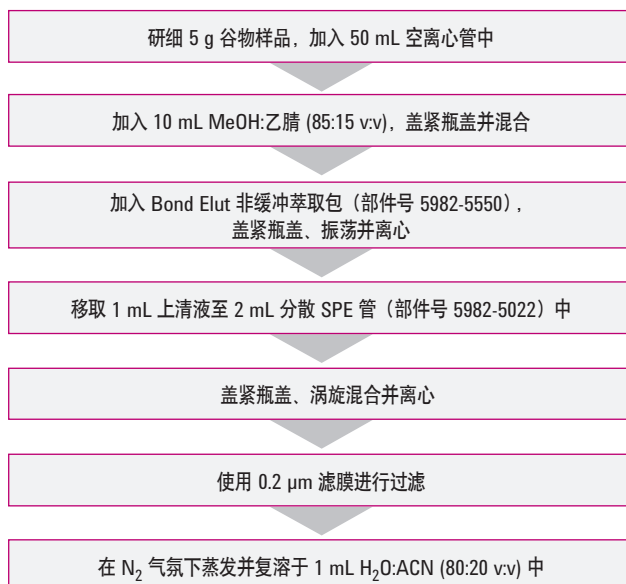 研细 5 g 谷物样品，加入 50 mL 空离心管中
加入 10 mL MeOH:乙腈 (85:15 v:v)，盖紧瓶盖并混合
加入 Bond Elut 非缓冲萃取包（部件号 5982-5550），
盖紧瓶盖、振荡并离心
移取 1 mL 上清液至 2 mL 分散 SPE 管（部件号 5982-5022）中
盖紧瓶盖、涡旋混合并离心
使用 0.2 μm 滤膜进行过滤
在 N₂ 气氛下蒸发并复溶于 1 mL H₂O:ACN (80:20 v:v) 中